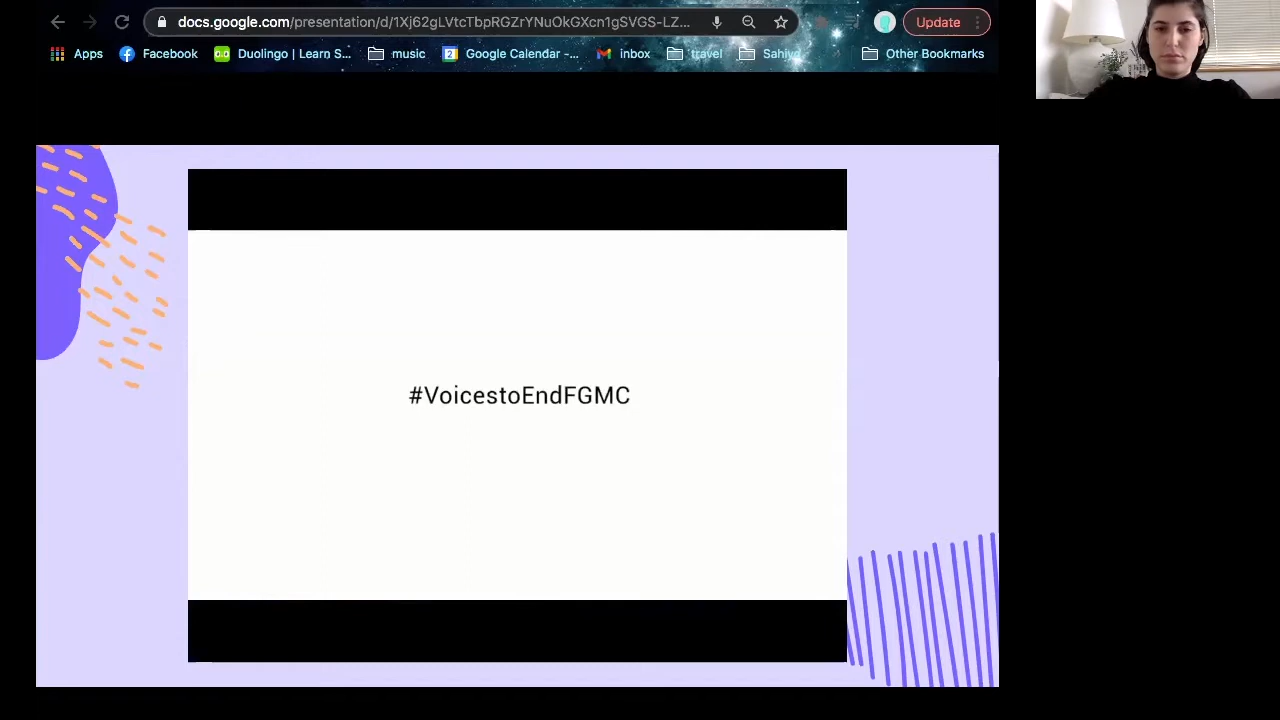 docs.google.com/presentation/d/1Xj62gLVtcTbpRGZrYNuOkGXcn1gSVGS-LZ... Update
Apps Facebook Duolingo | Learn S... music Google Calendar -... inbox travel Sahiyo Other Bookmarks
#VoicestoEndFGMC